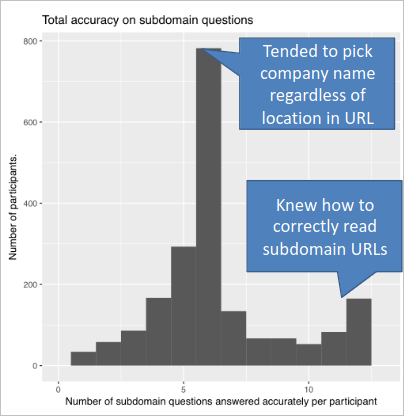 Total accuracy on subdomain questions
800
600
400
200
0
Number of participants.
Tended to pick
company name
regardless of
location in URL
Knew how to
correctly read
subdomain URLs
0
5
10
Number of subdomain questions answered accurately per participant